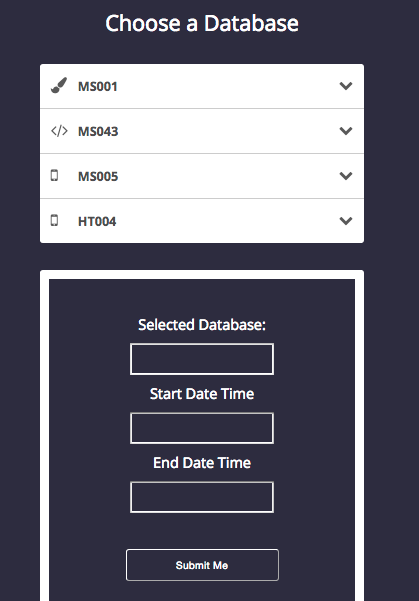 Choose a Database
MS001
MS043
MS005
HT004
Selected Database:
Start Date Time
End Date Time
Submit Me